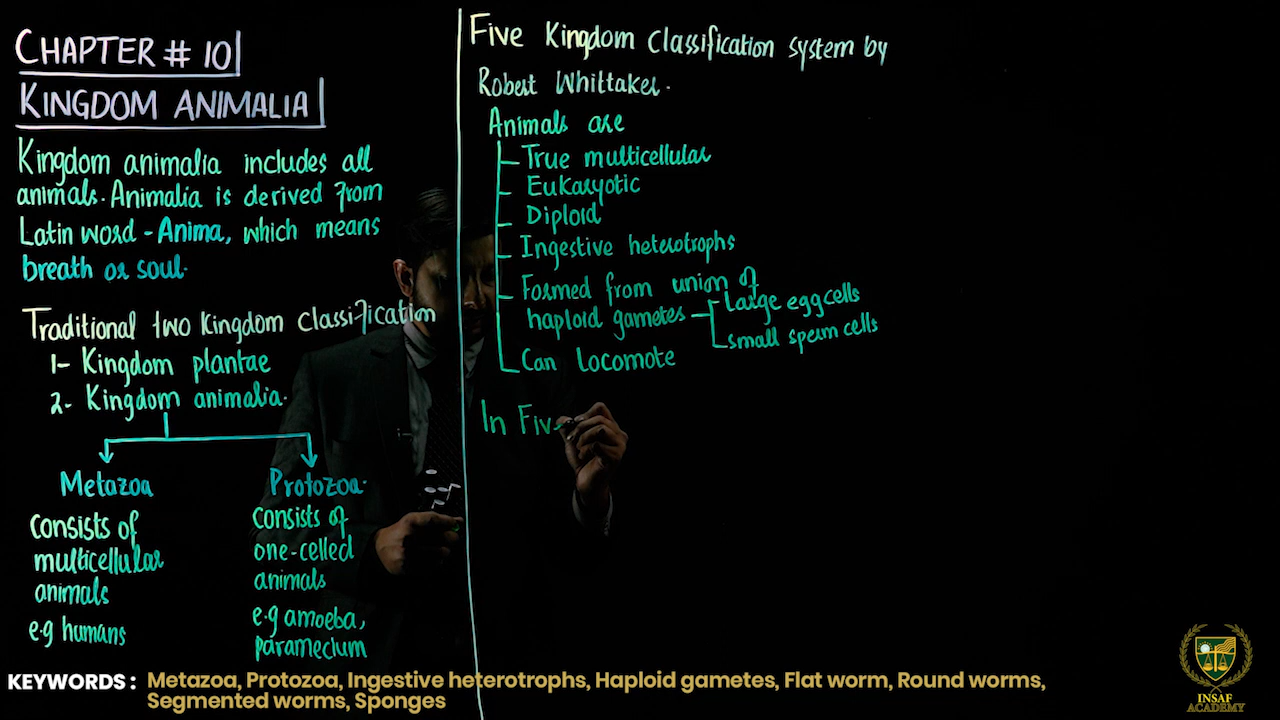 CHAPTER # 10
KINGDOM ANIMALIA
Kingdom animalia includes all
animals. Animalia is derived from
Latin word - Anima, which means
breath or soul.
Traditional two Kingdom Classification
1- Kingdom plantae
2- Kingdom animalia.
Metazoa
consists of
multicellular
animals
e.g humans
Protozoa.
consists of
one-celled
animals
e.g amoeba,
paramecium
Five Kingdom Classification system by
Robert Whittaker.
Animals are
True multicellular
Eukaryotic
Diploid
Ingestive heterotrophs
Formed from union of
haploid gametes
Large egg cells
small sperm cells
Can Locomote
In Five
KEYWORDS : Metazoa, Protozoa, Ingestive heterotrophs, Haploid gametes, Flat worm, Round worms,
Segmented worms, Sponges
INSAF
ACADEMY